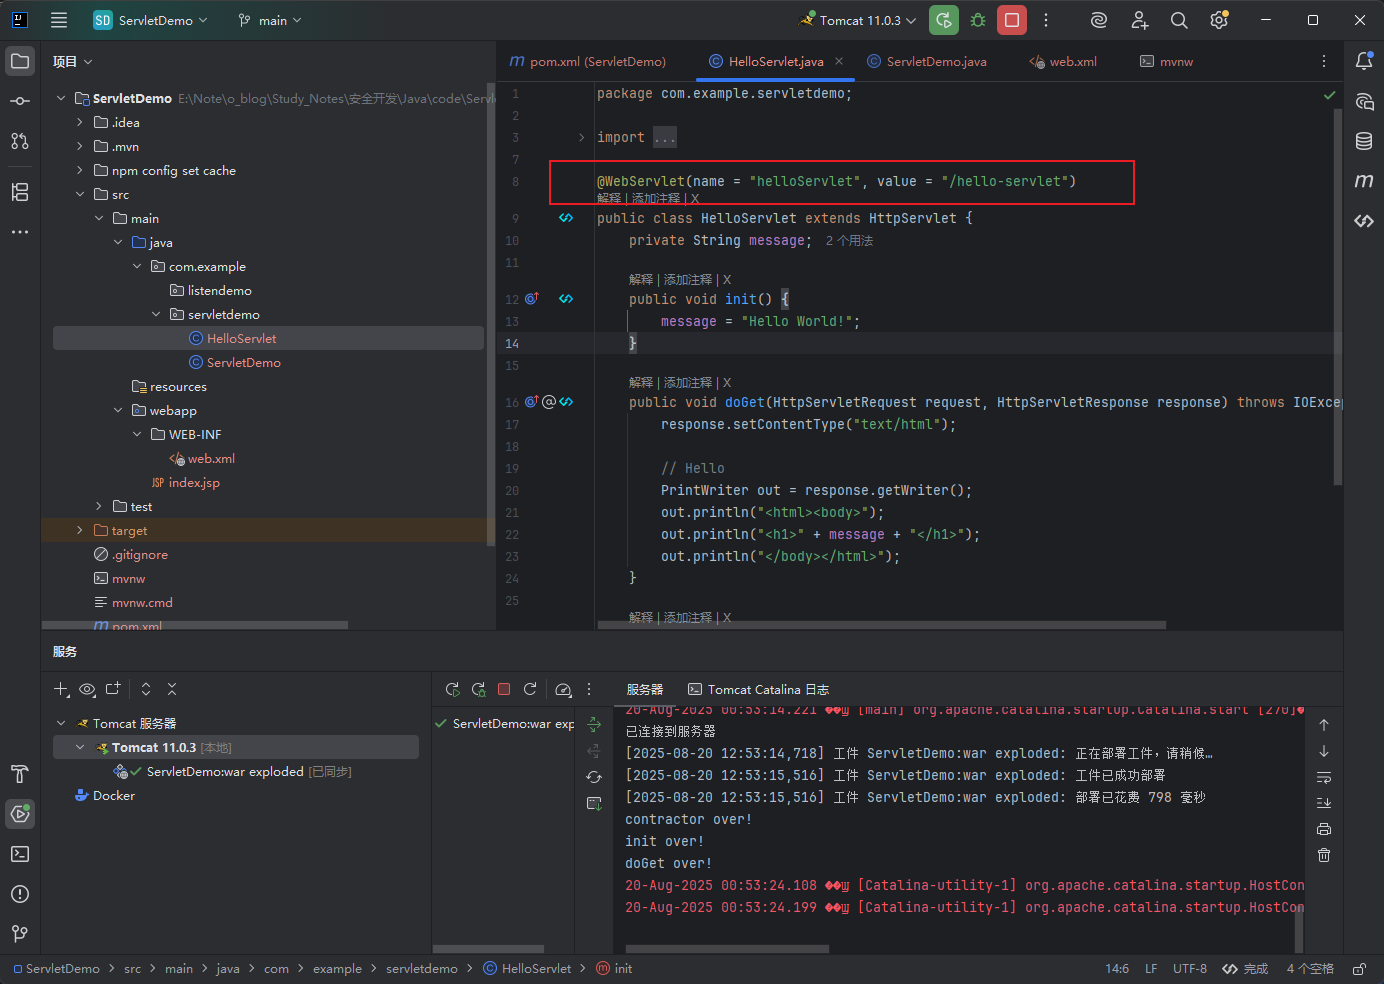 SD ServletDemo main Tomcat 11.0.3
项目
ServletDemo E:\Note\o_blog\Study_Notes\安全开发\Java\code\Serv
.idea
.mvn
npm config set cache
src
main
java
com.example
listendemo
servletdemo
HelloServlet
ServletDemo
resources
webapp
WEB-INF
web.xml
JSP index.jsp
test
target
.gitignore
mvnw
mvnw.cmd
m pom.xml
m pom.xml (ServletDemo) HelloServlet.java ServletDemo.java web.xml mvnw
1 package com.example.servletdemo;
2
3 import ...
7
8 @WebServlet(name = "helloServlet", value = "/hello-servlet")
解释 | 添加注释 | X
9 public class HelloServlet extends HttpServlet {
10 private String message; 2 个用法
11
解释 | 添加注释 | X
12 public void init() {
13 message = "Hello World!";
14 }
15
解释 | 添加注释 | X
16 public void doGet(HttpServletRequest request, HttpServletResponse response) throws IOExcep
17 response.setContentType("text/html");
18
19 // Hello
20 PrintWriter out = response.getWriter();
21 out.println("<html><body>");
22 out.println("<h1>" + message + "</h1>");
23 out.println("</body></html>");
24 }
25
解释 | 添加注释 | X
服务
Tomcat 服务器
Tomcat 11.0.3 [本地]
ServletDemo:war exploded [已同步]
Docker
服务器 Tomcat Catalina 日志
ServletDemo:war exp
20-Aug-2025 00:53:14.221 [main] org.apache.catalina.startup.Catalina.start [270]
已连接到服务器
[2025-08-20 12:53:14,718] 工件 ServletDemo:war exploded: 正在部署工件，请稍候…
[2025-08-20 12:53:15,516] 工件 ServletDemo:war exploded: 工件已成功部署
[2025-08-20 12:53:15,516] 工件 ServletDemo:war exploded: 部署已花费 798 毫秒
contractor over!
init over!
doGet over!
20-Aug-2025 00:53:24.108 [Catalina-utility-1] org.apache.catalina.startup.HostCon
20-Aug-2025 00:53:24.199 [Catalina-utility-1] org.apache.catalina.startup.HostCon
ServletDemo > src > main > java > com > example > servletdemo > HelloServlet > init 14:6 LF UTF-8 完成 4 个空格